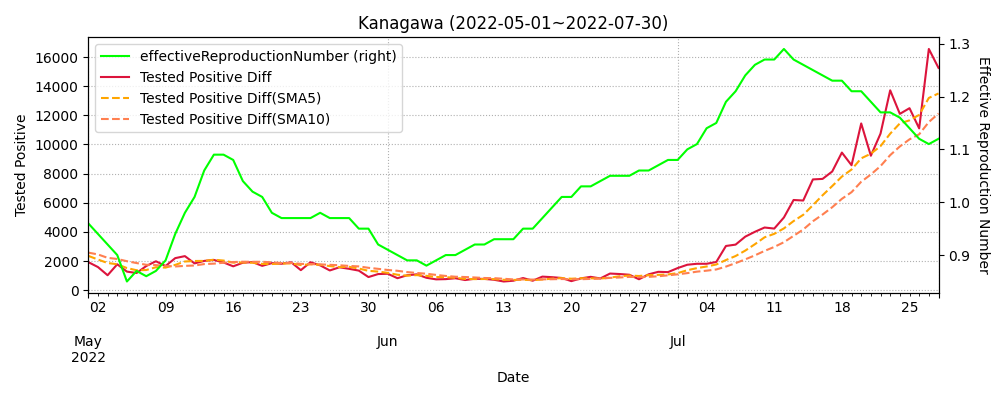 Kanagawa (2022-05-01~2022-07-30)
effectiveReproductionNumber (right)
Tested Positive Diff
Tested Positive Diff(SMA5)
Tested Positive Diff(SMA10)
Tested Positive
16000
14000
12000
10000
8000
6000
4000
2000
0
1.3
1.2
1.1
1.0
0.9
Effective Reproduction Number
02 09 16 23 30 06 13 20 27 04 11 18 25
May Jun Jul
2022
Date